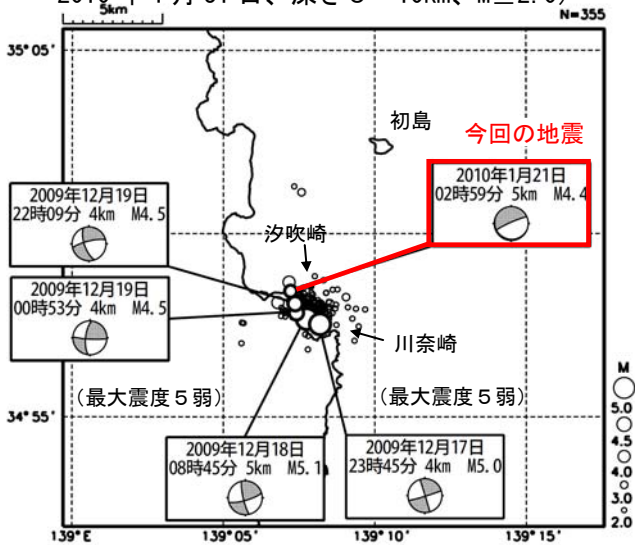 5km
N=355
35°05′
初島
今回の地震
2010年1月21日
02時59分 5km M4.4
2009年12月19日
22時09分 4km M4.5
汐吹崎
2009年12月19日
00時53分 4km M4.5
川奈崎
(最大震度5弱)
(最大震度5弱)
M
5.0
4.5
4.0
3.0
2.0
34°55′
2009年12月18日
08時45分 5km M5.1
2009年12月17日
23時45分 4km M5.0
139°E
139°05′
139°10′
139°15′